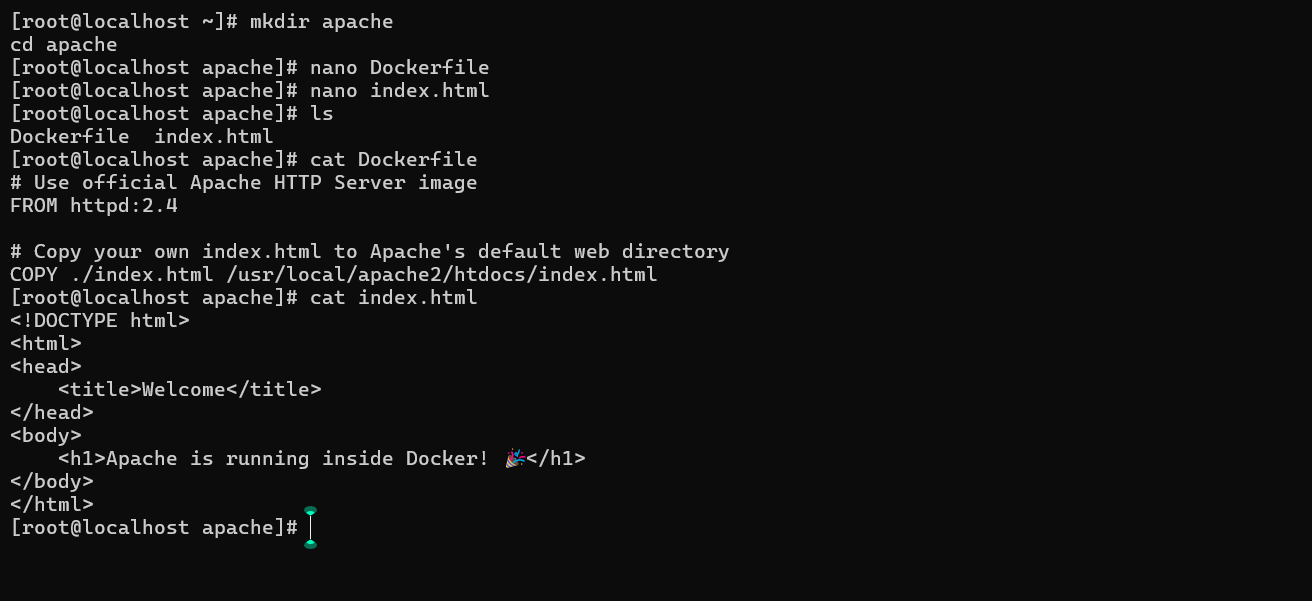 [root@localhost ~]# mkdir apache
cd apache
[root@localhost apache]# nano Dockerfile
[root@localhost apache]# nano index.html
[root@localhost apache]# ls
Dockerfile  index.html
[root@localhost apache]# cat Dockerfile
# Use official Apache HTTP Server image
FROM httpd:2.4

# Copy your own index.html to Apache's default web directory
COPY ./index.html /usr/local/apache2/htdocs/index.html
[root@localhost apache]# cat index.html
<!DOCTYPE html>
<html>
<head>
    <title>Welcome</title>
</head>
<body>
    <h1>Apache is running inside Docker! 🎉</h1>
</body>
</html>
[root@localhost apache]#